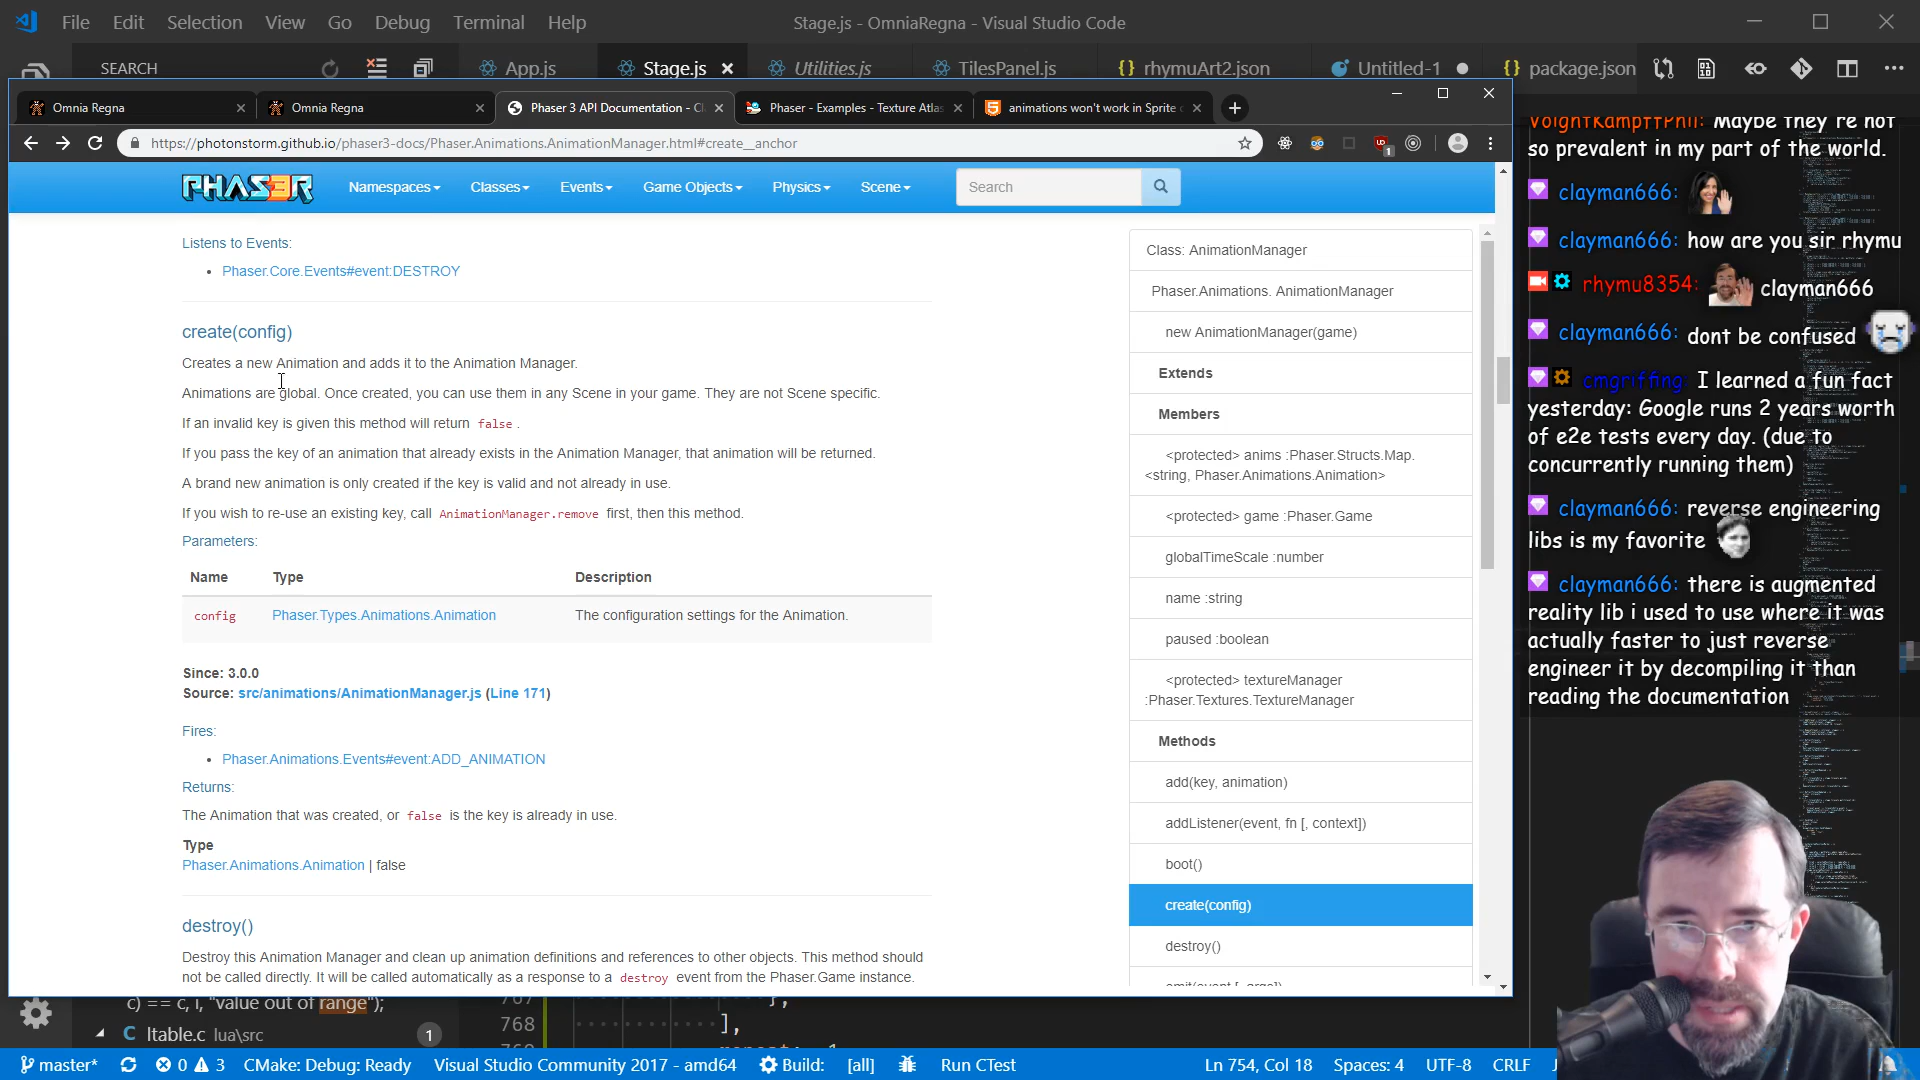 File Edit Selection View Go Debug Terminal Help
Stage.js - OmniaRegna - Visual Studio Code
SEARCH
App.js
Stage.js
Utilities.js
TilesPanel.js
rhymuArt2.json
Untitled-1
package.json
Omnia Regna
Omnia Regna
Phaser 3 API Documentation - Cl
Phaser - Examples - Texture Atlas
animations won't work in Sprite
https://photonstorm.github.io/phaser3-docs/Phaser.Animations.AnimationManager.html#create__anchor
PHAS3R
Namespaces
Classes
Events
Game Objects
Physics
Scene
Search
Listens to Events:
Phaser.Core.Events#event:DESTROY
create(config)
Creates a new Animation and adds it to the Animation Manager.
Animations are global. Once created, you can use them in any Scene in your game. They are not Scene specific.
If an invalid key is given this method will return false.
If you pass the key of an animation that already exists in the Animation Manager, that animation will be returned.
A brand new animation is only created if the key is valid and not already in use.
If you wish to re-use an existing key, call AnimationManager.remove first, then this method.
Parameters:
Name Type Description
config Phaser.Types.Animations.Animation The configuration settings for the Animation.
Since: 3.0.0
Source: src/animations/AnimationManager.js (Line 171)
Fires:
Phaser.Animations.Events#event:ADD_ANIMATION
Returns:
The Animation that was created, or false is the key is already in use.
Type
Phaser.Animations.Animation | false
destroy()
Destroy this Animation Manager and clean up animation definitions and references to other objects. This method should
not be called directly. It will be called automatically as a response to a destroy event from the Phaser.Game instance.
Class: AnimationManager
Phaser.Animations. AnimationManager
new AnimationManager(game)
Extends
Members
<protected> anims :Phaser.Structs.Map.
<string, Phaser.Animations.Animation>
<protected> game :Phaser.Game
globalTimeScale :number
name :string
paused :boolean
<protected> textureManager
:Phaser.Textures.TextureManager
Methods
add(key, animation)
addListener(event, fn [, context])
boot()
create(config)
destroy()
emit(event [, args])
VoightKampffPhil: Maybe they're not
so prevalent in my part of the world.
clayman666:
clayman666: how are you sir rhymu
rhymu8354: clayman666
clayman666: dont be confused
cmgriffing: I learned a fun fact
yesterday: Google runs 2 years worth
of e2e tests every day. (due to
concurrently running them)
clayman666: reverse engineering
libs is my favorite
clayman666: there is augmented
reality lib i used to use where it was
actually faster to just reverse
engineer it by decompiling it than
reading the documentation
c) == c, i, "value out of range");
ltable.c lua\src 1
767 },
768 ],
master* 0 3 CMake: Debug: Ready Visual Studio Community 2017 - amd64 Build: [all] Run CTest Ln 754, Col 18 Spaces: 4 UTF-8 CRLF